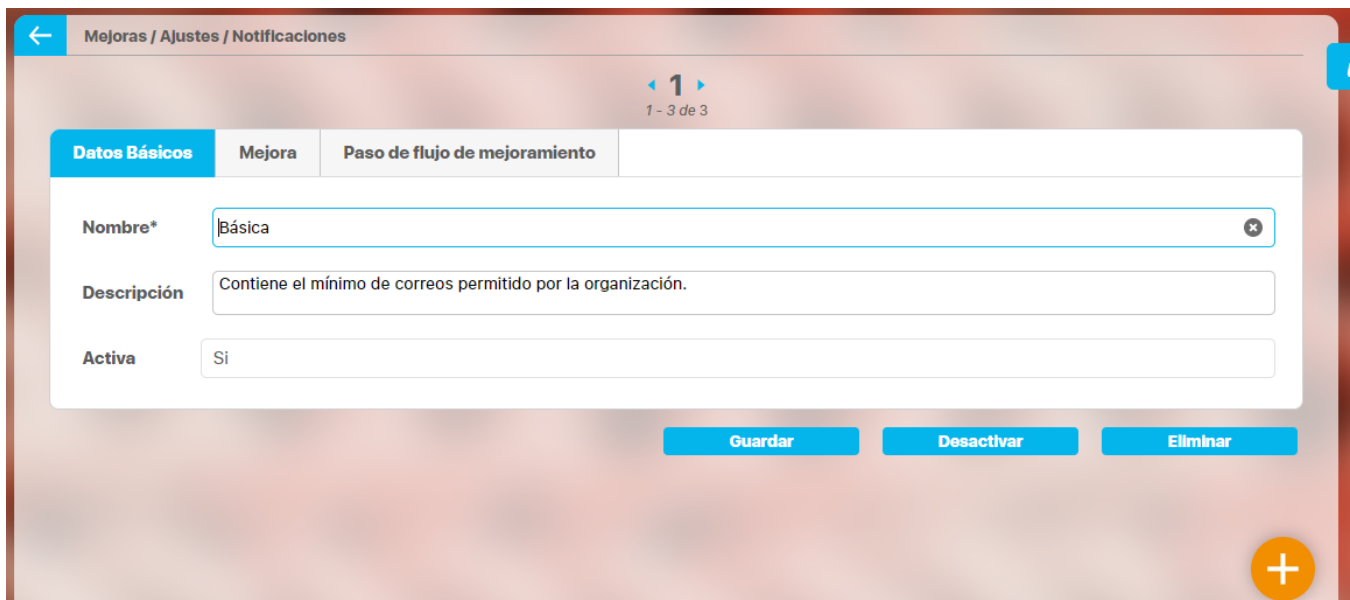 Mejoras / Ajustes / Notificaciones
1
1 - 3 de 3
Datos Básicos Mejora Paso de flujo de mejoramiento
Nombre* Básica
Descripción Contiene el mínimo de correos permitido por la organización.
Activa Si
Guardar Desactivar Eliminar